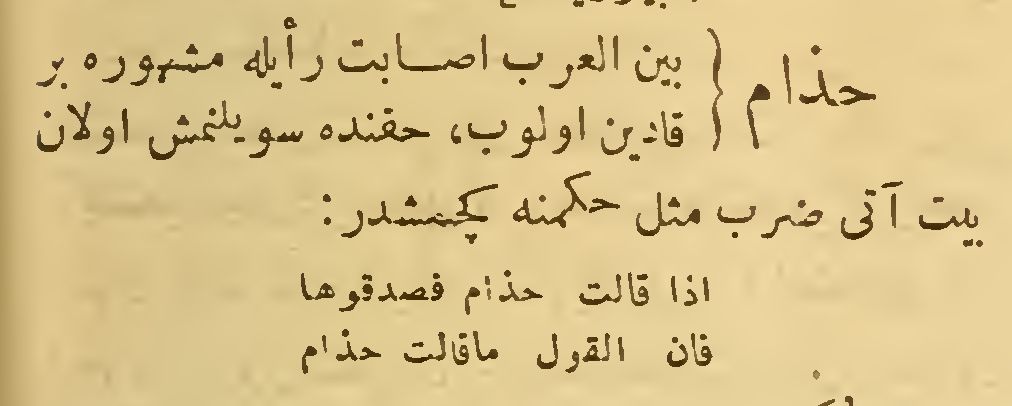 حذام { بين العرب اصابت رأيله مشهوره بر
قادين اولوب، حقنده سويلنمش اولان
بيت آتى ضرب مثل حكمنه كچمشدر:
اذا قالت حذام فصدقوها
فان القول ماقالت حذام